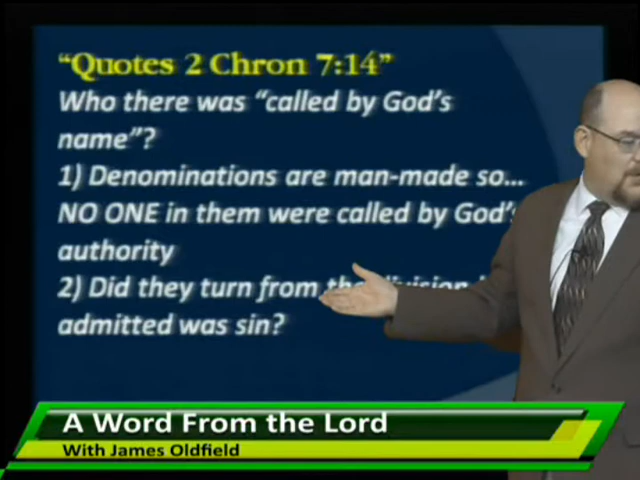 “Quotes 2 Chron 7:14”
Who there was “called by God’s
name”?
1) Denominations are man-made so...
NO ONE in them were called by God’s
authority
2) Did they turn from the division
admitted was sin?
A Word From the Lord
With James Oldfield